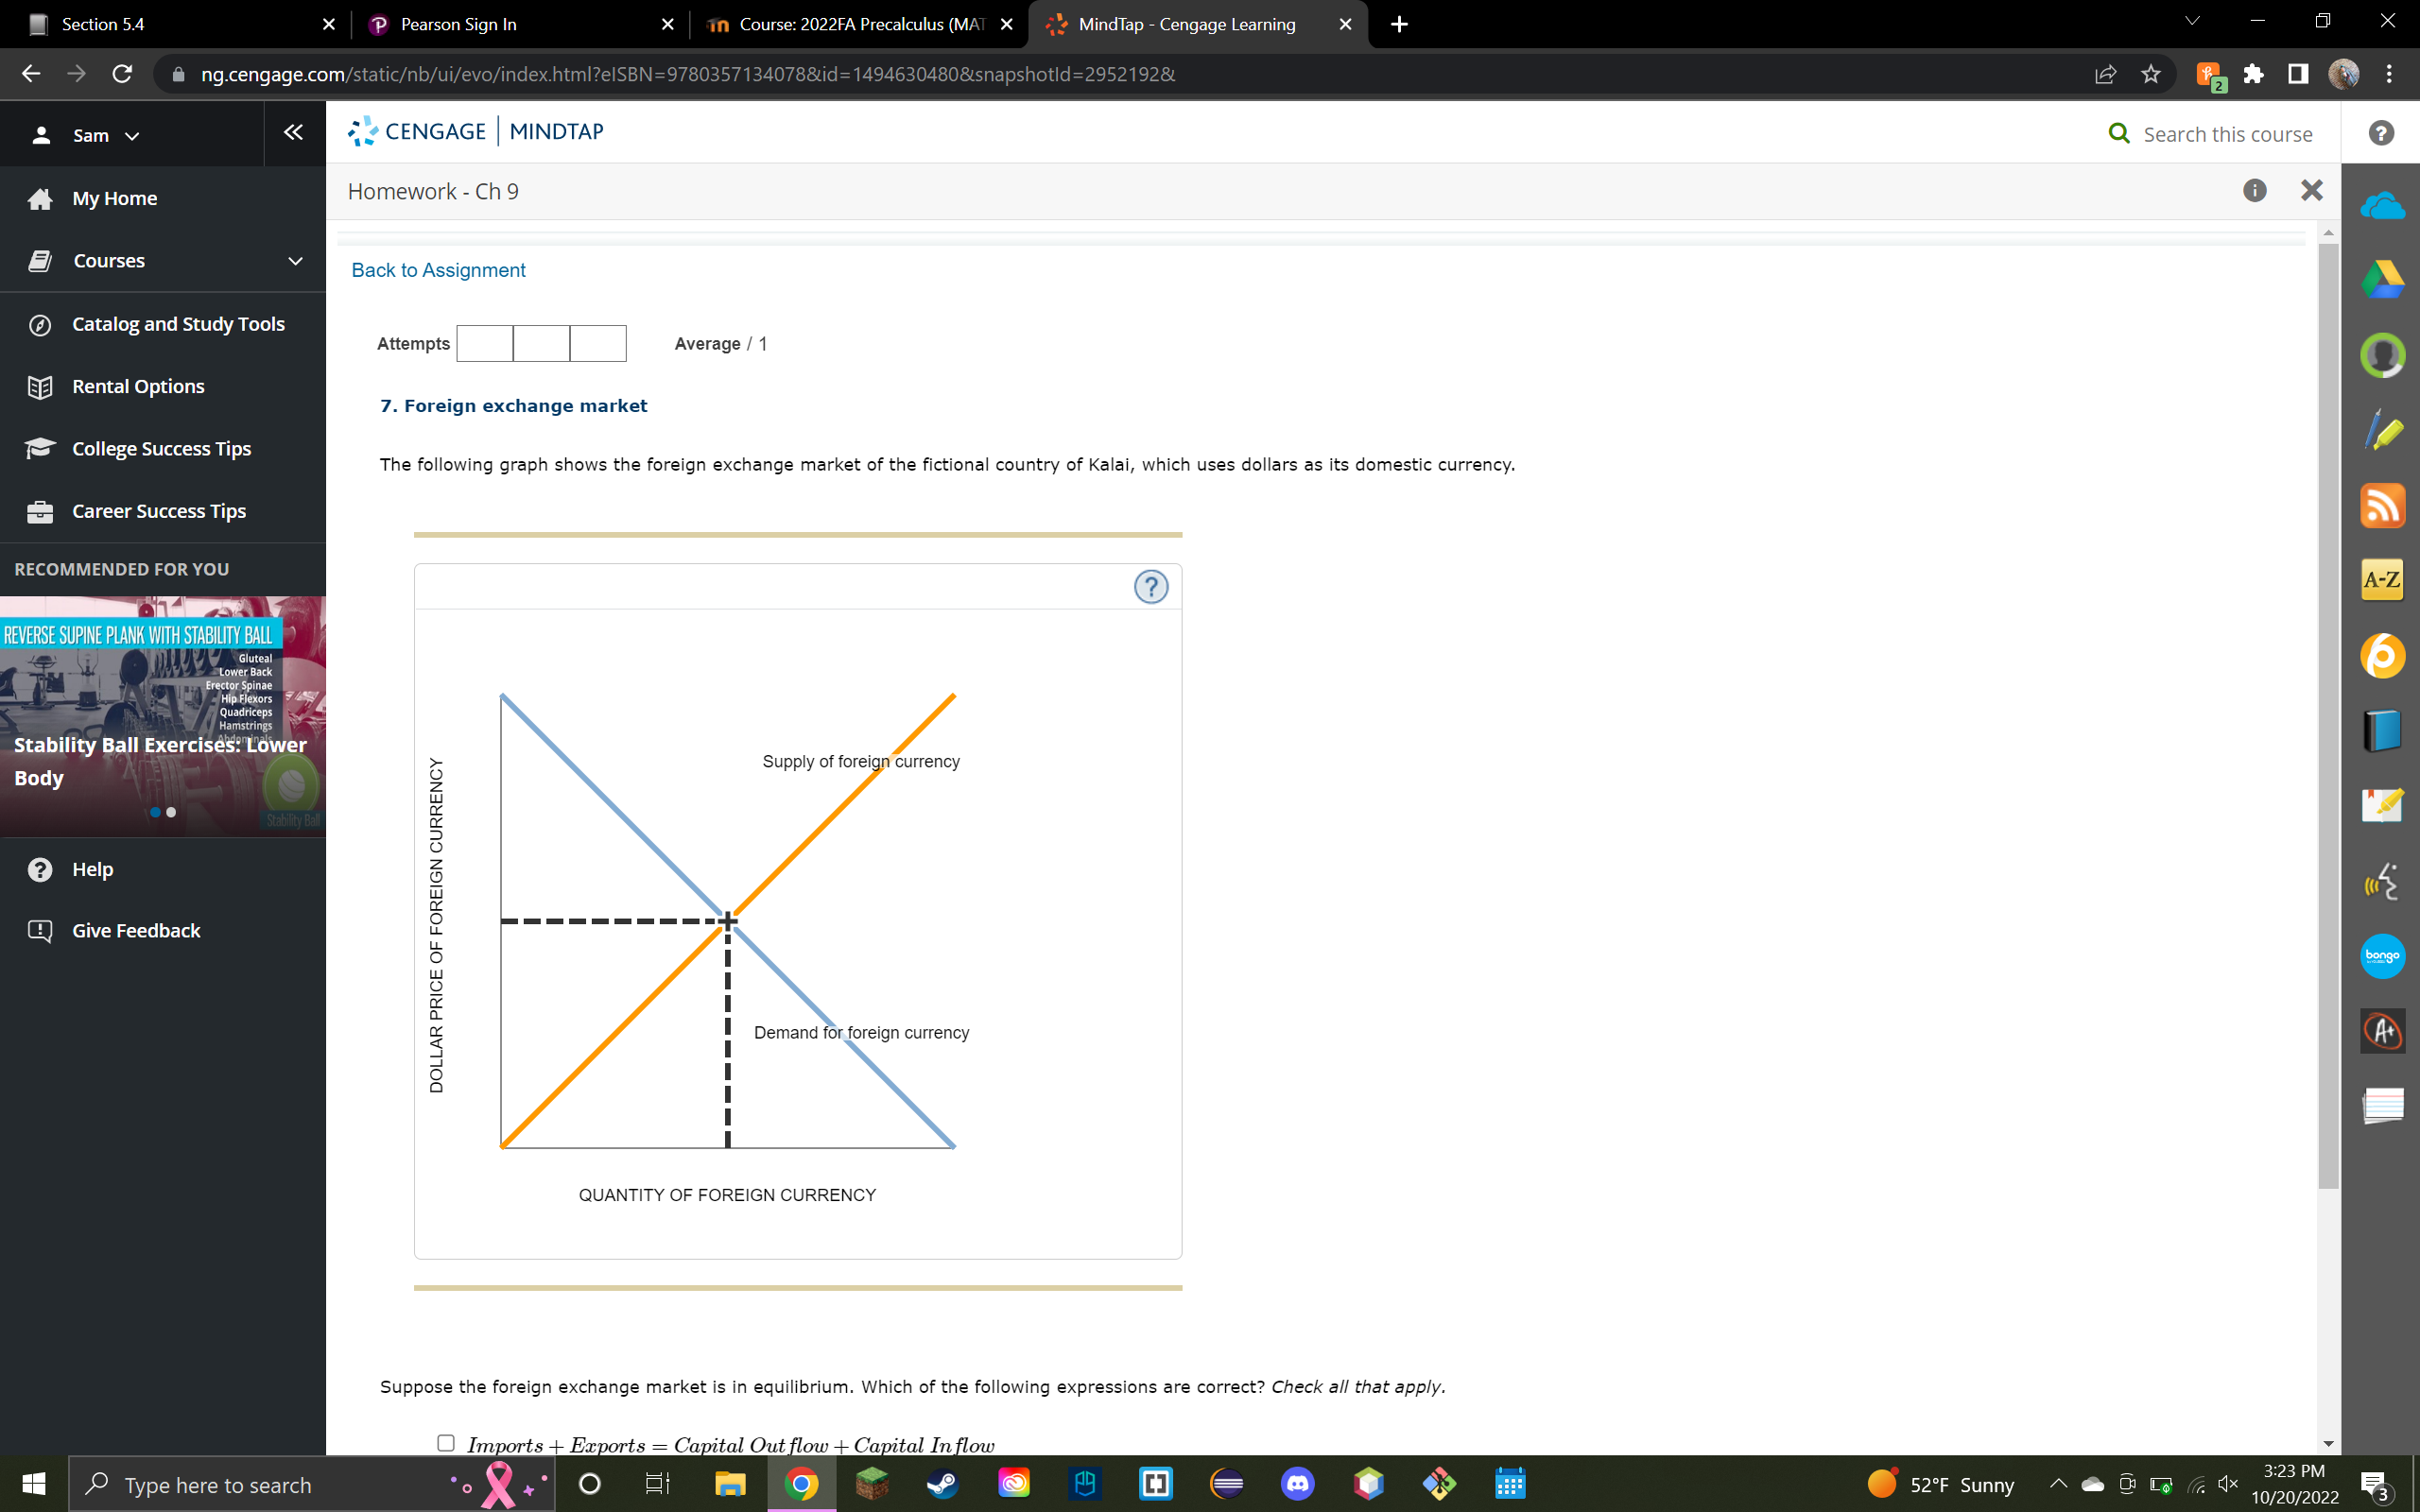 Section 5.4
Pearson Sign In
Course: 2022FA Precalculus (MAT
MindTap - Cengage Learning
ng.cengage.com/static/nb/ui/evo/index.html?eISBN=9780357134078&id=1494630480&snapshotId=2952192&
2
Sam
CENGAGE | MINDTAP
Search this course
My Home
Homework - Ch 9
Courses
Back to Assignment
Catalog and Study Tools
Attempts
Average / 1
Rental Options
7. Foreign exchange market
College Success Tips
The following graph shows the foreign exchange market of the fictional country of Kalai, which uses dollars as its domestic currency.
Career Success Tips
RECOMMENDED FOR YOU
REVERSE SUPINE PLANK WITH STABILITY BALL
Gluteal
Lower Back
Erector Spinae
Hip Flexors
Quadriceps
Hamstrings
Abdominals
Stability Ball Exercises: Lower
Body
Stability Ball
Help
Give Feedback
?
Supply of foreign currency
DOLLAR PRICE OF FOREIGN CURRENCY
Demand for foreign currency
QUANTITY OF FOREIGN CURRENCY
A-Z
bongo
A+
Suppose the foreign exchange market is in equilibrium. Which of the following expressions are correct? Check all that apply.
Imports + Exports = Capital Outflow + Capital Inflow
Type here to search
52°F Sunny
3:23 PM
10/20/2022
3